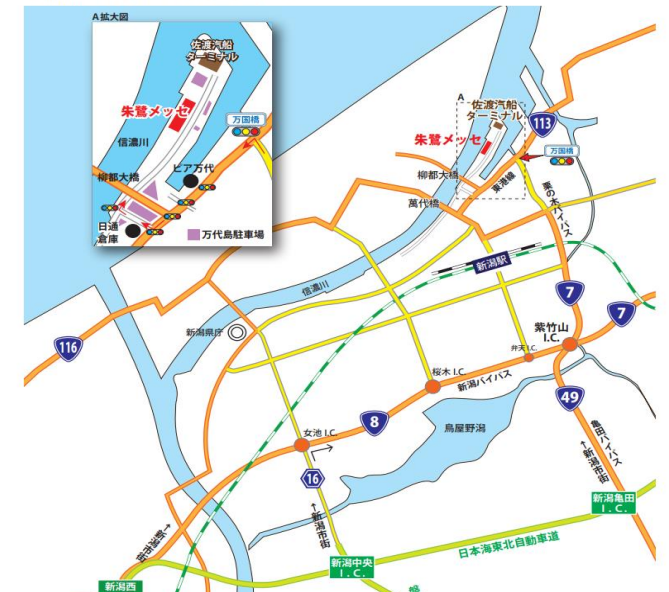 A拡大図
佐渡汽船
ターミナル
朱鷺メッセ
万国橋
信濃川
柳都大橋
ピア万代
日通
倉庫
万代島駐車場
A
佐渡汽船
ターミナル
113
朱鷺メッセ
万国橋
柳都大橋
東港線
萬代橋
栗の木バイパス
新潟駅
信濃川
7
7
新潟県庁
紫竹山
I.C.
116
弁天I.C.
桜木 I.C.
新潟バイパス
49
8
鳥屋野潟
亀田バイパス
女池 I.C.
←新潟市街
16
新潟亀田
I.C.
←新潟市街
←新潟市街
日本海東北自動車道
新潟中央
I.C.
新潟西